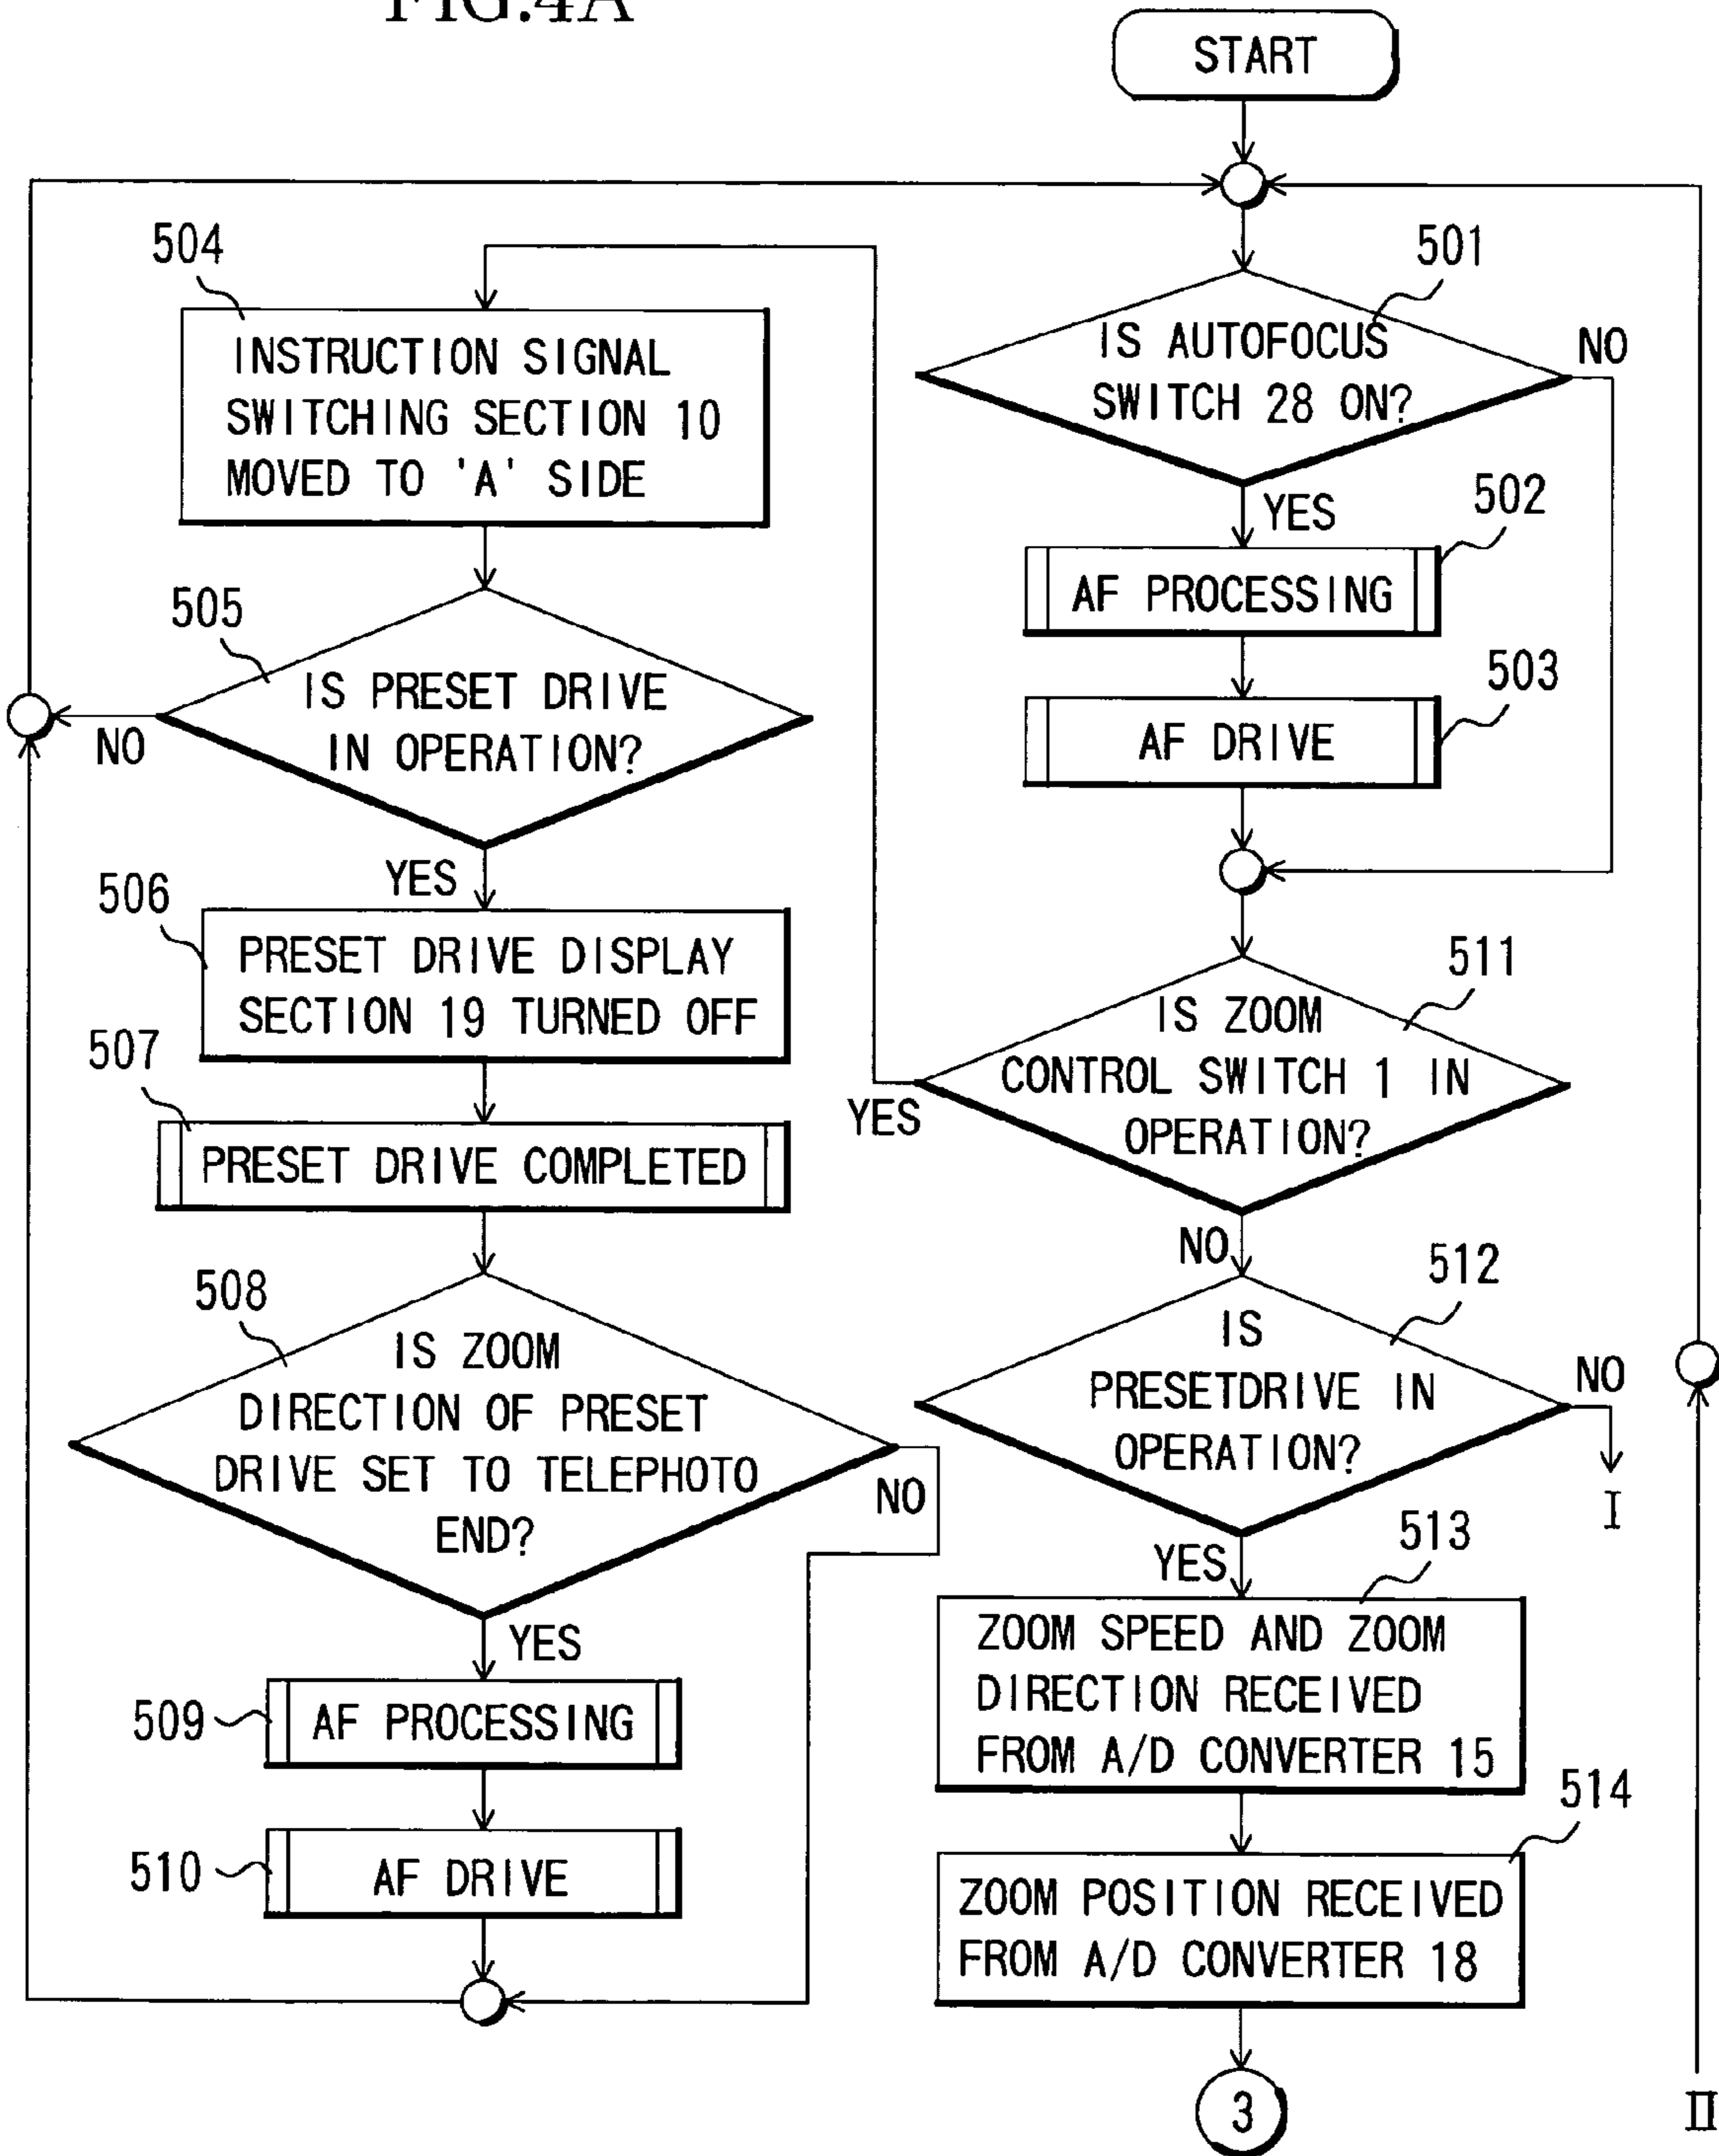 FIG.4A
START
501
IS AUTOFOCUS
SWITCH 28 ON?
NO
YES
502
AF PROCESSING
503
AF DRIVE
504
INSTRUCTION SIGNAL
SWITCHING SECTION 10
MOVED TO 'A' SIDE
505
IS PRESET DRIVE
IN OPERATION?
NO
YES
506
PRESET DRIVE DISPLAY
SECTION 19 TURNED OFF
507
PRESET DRIVE COMPLETED
508
IS ZOOM
DIRECTION OF PRESET
DRIVE SET TO TELEPHOTO
END?
NO
YES
509
AF PROCESSING
510
AF DRIVE
511
IS ZOOM
CONTROL SWITCH 1 IN
OPERATION?
YES
NO
512
IS
PRESETDRIVE IN
OPERATION?
NO
I
YES
513
ZOOM SPEED AND ZOOM
DIRECTION RECEIVED
FROM A/D CONVERTER 15
514
ZOOM POSITION RECEIVED
FROM A/D CONVERTER 18
3
II